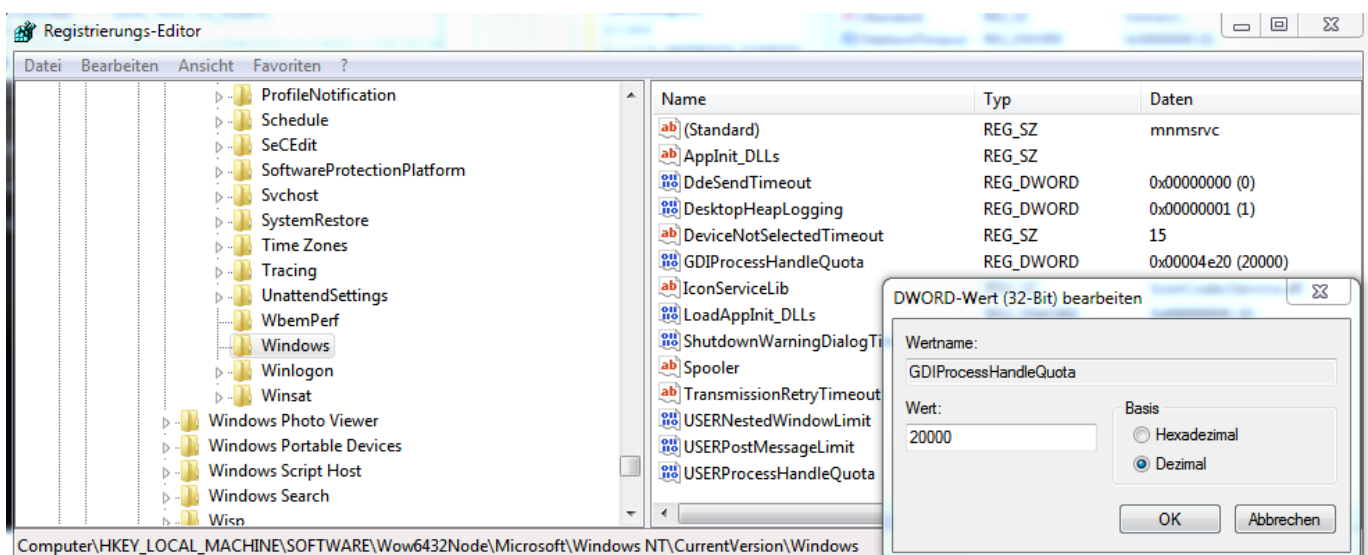 Registrierungs-Editor
Datei Bearbeiten Ansicht Favoriten ?
ProfileNotification
Schedule
SeCEdit
SoftwareProtectionPlatform
Svchost
SystemRestore
Time Zones
Tracing
UnattendSettings
WbemPerf
Windows
Winlogon
Winsat
Windows Photo Viewer
Windows Portable Devices
Windows Script Host
Windows Search
Wisp
Name Typ Daten
(Standard) REG_SZ mnmsrvc
AppInit_DLLs REG_SZ
DdeSendTimeout REG_DWORD 0x00000000 (0)
DesktopHeapLogging REG_DWORD 0x00000001 (1)
DeviceNotSelectedTimeout REG_SZ 15
GDIProcessHandleQuota REG_DWORD 0x00004e20 (20000)
IconServiceLib
LoadAppInit_DLLs
ShutdownWarningDialogTi
Spooler
TransmissionRetryTimeout
USERNestedWindowLimit
USERPostMessageLimit
USERProcessHandleQuota
DWORD-Wert (32-Bit) bearbeiten
Wertname:
GDIProcessHandleQuota
Wert:
20000
Basis
Hexadezimal
Dezimal
OK Abbrechen
Computer\HKEY_LOCAL_MACHINE\SOFTWARE\Wow6432Node\Microsoft\Windows NT\CurrentVersion\Windows